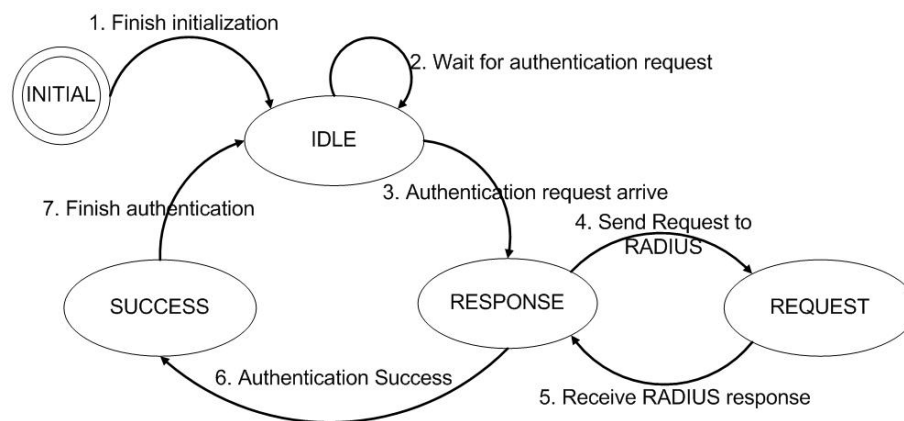 1. Finish initialization
2. Wait for authentication request
INITIAL
IDLE
3. Authentication request arrive
7. Finish authentication
4. Send Request to
RADIUS
SUCCESS
RESPONSE
REQUEST
6. Authentication Success
5. Receive RADIUS response